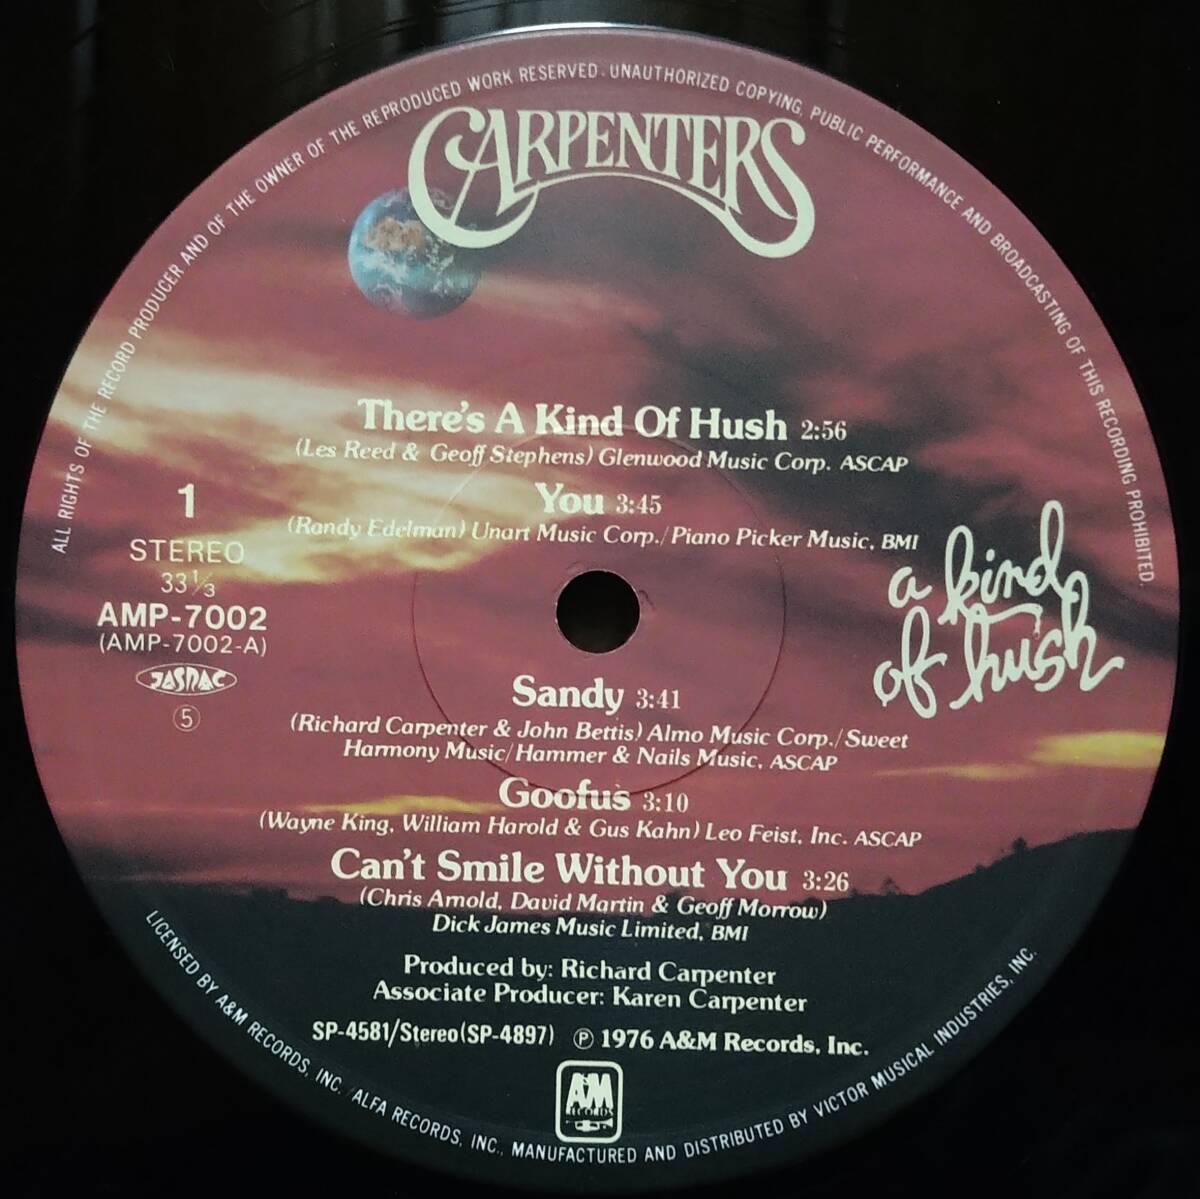 ALL RIGHTS OF THE RECORD PRODUCER AND OF THE OWNER OF THE REPRODUCED WORK RESERVED. UNAUTHORIZED COPYING, PUBLIC PERFORMANCE AND BROADCASTING OF THIS RECORDING PROHIBITED.
CARPENTERS
There's A Kind Of Hush 2:56
(Les Reed & Geoff Stephens) Glenwood Music Corp. ASCAP
You 3:45
(Randy Edelman) Unart Music Corp./Piano Picker Music, BMI
1
STEREO
33⅓
AMP-7002
(AMP-7002-A)
JASRAC
⑤
a kind
of hush
Sandy 3:41
(Richard Carpenter & John Bettis) Almo Music Corp./Sweet
Harmony Music/Hammer & Nails Music, ASCAP
Goofus 3:10
(Wayne King, William Harold & Gus Kahn) Leo Feist, Inc. ASCAP
Can't Smile Without You 3:26
(Chris Arnold, David Martin & Geoff Morrow)
Dick James Music Limited, BMI
Produced by: Richard Carpenter
Associate Producer: Karen Carpenter
SP-4581/Stereo(SP-4897) ℗ 1976 A&M Records, Inc.
A&M
RECORDS
LICENSED BY A&M RECORDS, INC. /ALFA RECORDS, INC., MANUFACTURED AND DISTRIBUTED BY VICTOR MUSICAL INDUSTRIES, INC.